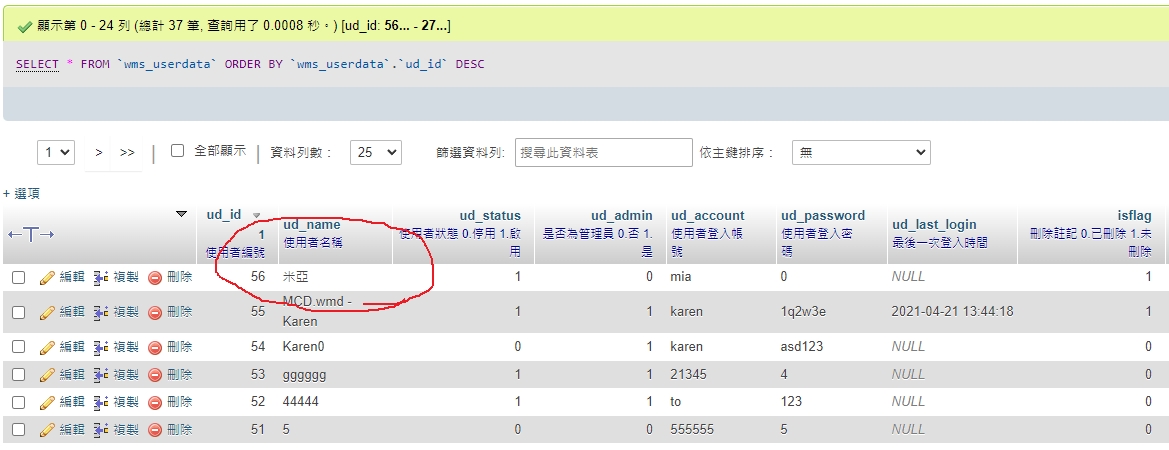 顯示第 0 - 24 列 (總計 37 筆, 查詢用了 0.0008 秒。) [ud_id: 56... - 27...]
SELECT * FROM `wms_userdata` ORDER BY `wms_userdata`.`ud_id` DESC
1 > >> | 全部顯示 | 資料列數： 25 篩選資料列: 搜尋此資料表 依主鍵排序： 無
+ 選項
←T→ ud_id 1 使用者編號 ud_name 使用者名稱 ud_status 使用者狀態 0.停用 1.啟用 ud_admin 是否為管理員 0.否 1.是 ud_account 使用者登入帳號 ud_password 使用者登入密碼 ud_last_login 最後一次登入時間 isflag 刪除註記 0.已刪除 1.未刪除
編輯 複製 刪除 56 米亞 1 0 mia 0 NULL 1
編輯 複製 刪除 55 MCD.wmd - Karen 1 1 karen 1q2w3e 2021-04-21 13:44:18 1
編輯 複製 刪除 54 Karen0 0 1 karen asd123 NULL 0
編輯 複製 刪除 53 gggggg 1 1 21345 4 NULL 0
編輯 複製 刪除 52 44444 1 1 to 123 NULL 0
編輯 複製 刪除 51 5 0 0 555555 5 NULL 0